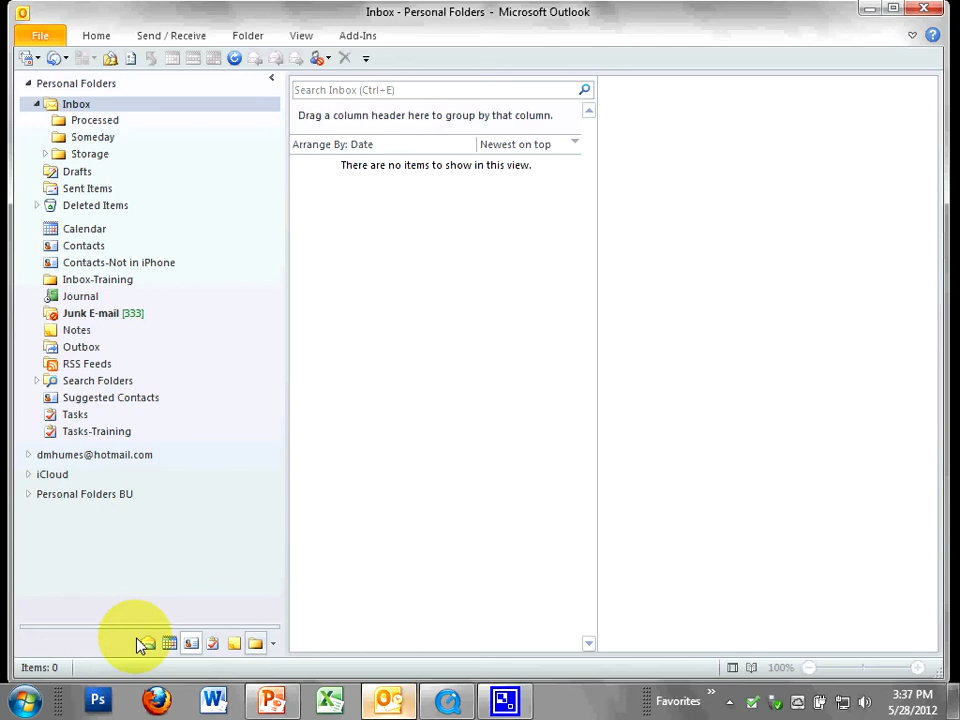 Inbox - Personal Folders - Microsoft Outlook
File Home Send / Receive Folder View Add-Ins
Personal Folders
Inbox
Processed
Someday
Storage
Drafts
Sent Items
Deleted Items
Calendar
Contacts
Contacts-Not in iPhone
Inbox-Training
Journal
Junk E-mail [333]
Notes
Outbox
RSS Feeds
Search Folders
Suggested Contacts
Tasks
Tasks-Training
dmhumes@hotmail.com
iCloud
Personal Folders BU
Search Inbox (Ctrl+E)
Drag a column header here to group by that column.
Arrange By: Date Newest on top
There are no items to show in this view.
Items: 0
100%
Ps
Favorites
3:37 PM
5/28/2012